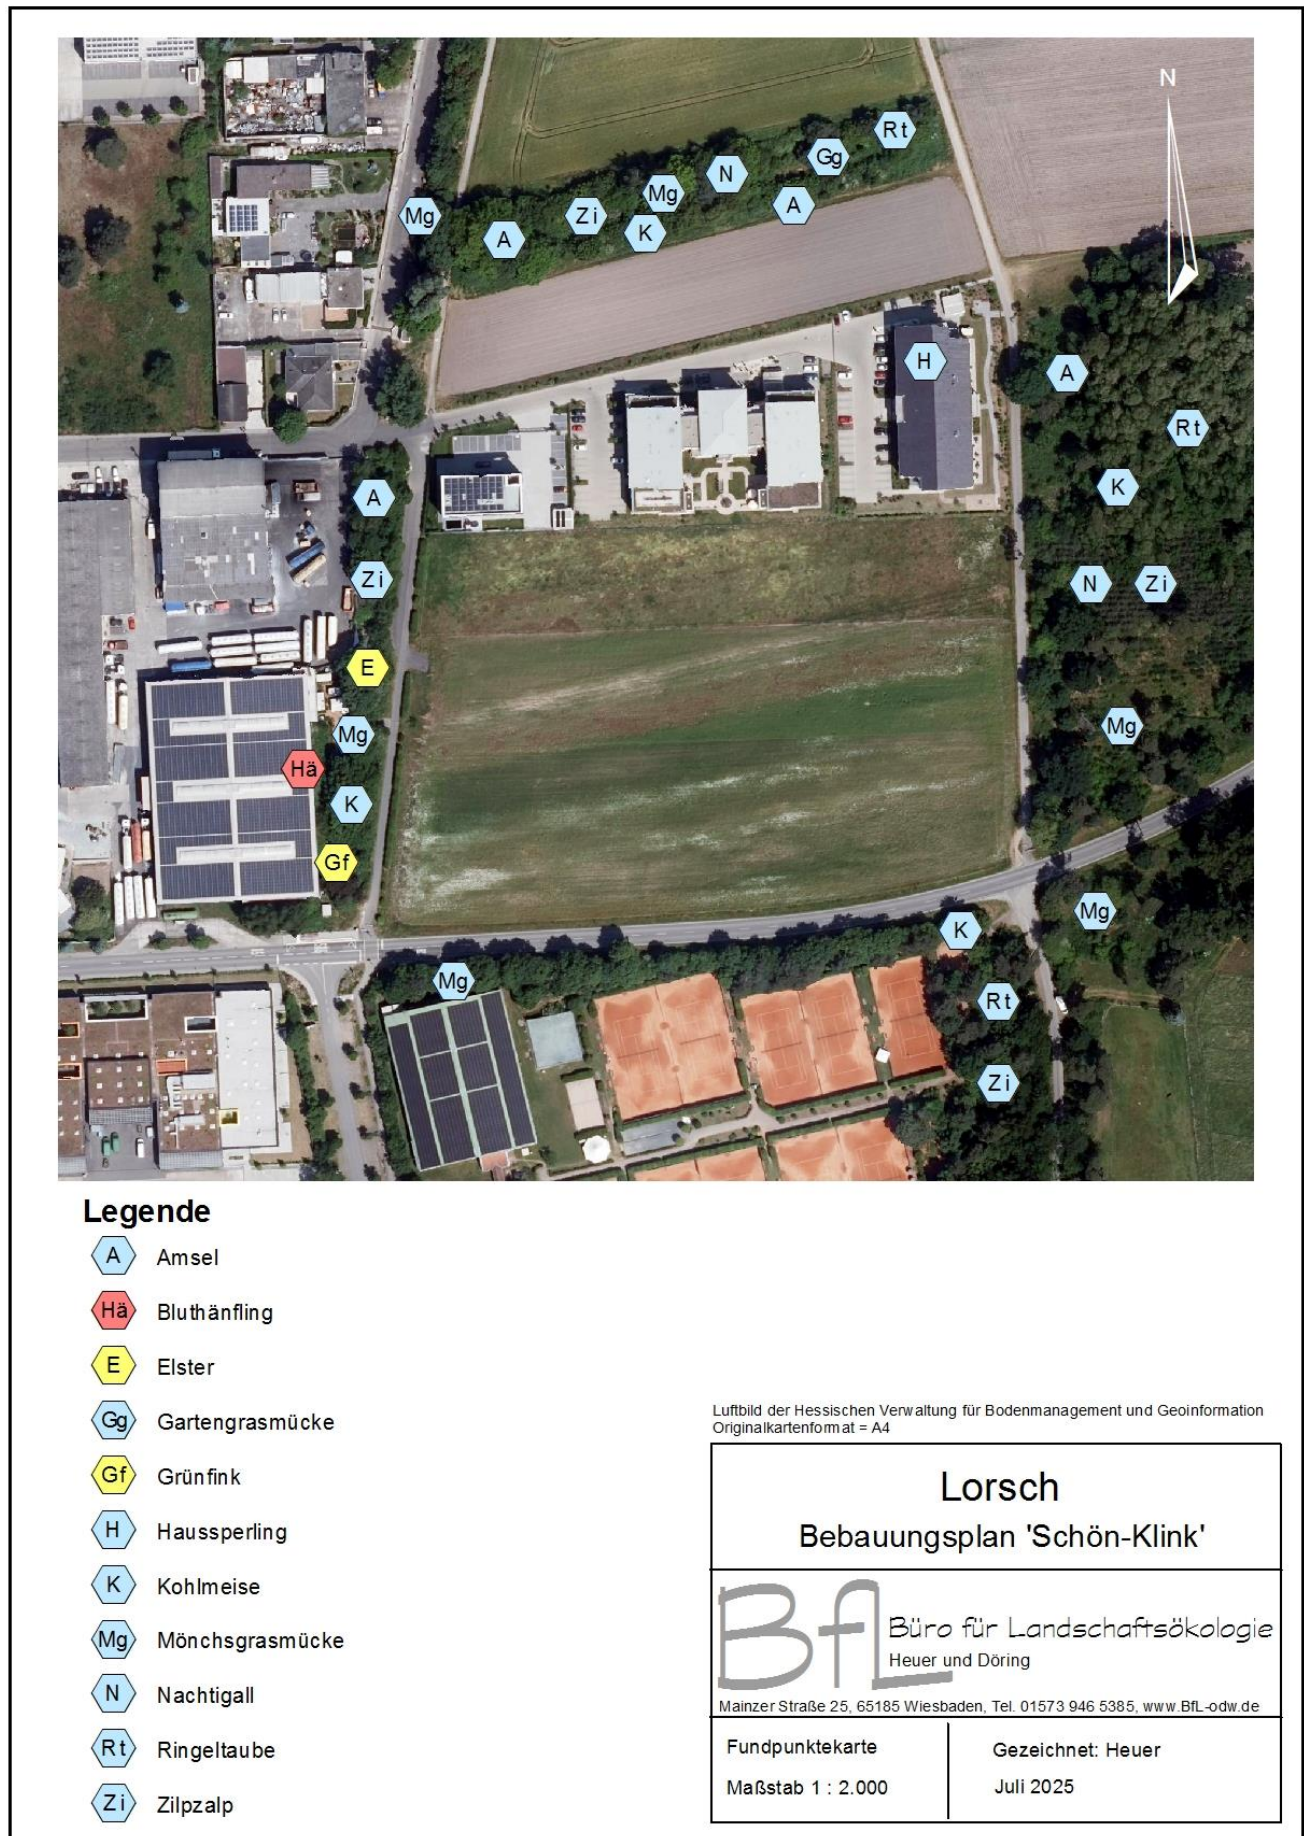 N
Rt
Gg
N
Mg
A
Mg
Zi
K
A
H
A
Rt
K
A
Zi
N
Zi
E
Mg
Mg
Hä
K
Gf
Mg
K
Mg
Rt
Zi
Legende
A Amsel
Hä Bluthänfling
E Elster
Gg Gartengrasmücke
Gf Grünfink
H Haussperling
K Kohlmeise
Mg Mönchsgrasmücke
N Nachtigall
Rt Ringeltaube
Zi Zilpzalp
Luftbild der Hessischen Verwaltung für Bodenmanagement und Geoinformation
Originalkartenformat = A4
Lorsch
Bebauungsplan 'Schön-Klink'
BfL Büro für Landschaftsökologie
Heuer und Döring
Mainzer Straße 25, 65185 Wiesbaden, Tel. 01573 946 5385, www.BfL-odw.de
Fundpunktekarte
Maßstab 1 : 2.000
Gezeichnet: Heuer
Juli 2025